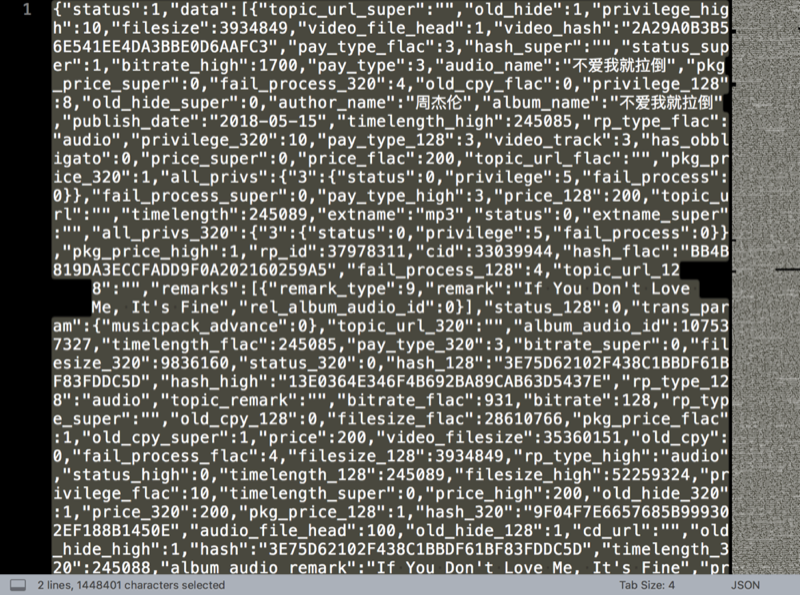 1
{"status":1,"data":[{"topic_url_super":"","old_hide":1,"privilege_hig
h":10,"filesize":3934849,"video_file_head":1,"video_hash":"2A29A0B3B5
6E541EE4DA3BBE0D6AAFC3","pay_type_flac":3,"hash_super":"","status_sup
er":1,"bitrate_high":1700,"pay_type":3,"audio_name":"不爱我就拉倒","pkg
_price_super":0,"fail_process_320":4,"old_cpy_flac":0,"privilege_128"
:8,"old_hide_super":0,"author_name":"周杰伦","album_name":"不爱我就拉倒"
,"publish_date":"2018-05-15","timelength_high":245085,"rp_type_flac":
"audio","privilege_320":10,"pay_type_128":3,"video_track":3,"has_obbl
igato":0,"price_super":0,"price_flac":200,"topic_url_flac":"","pkg_pr
ice_320":1,"all_privs":{"3":{"status":0,"privilege":5,"fail_process":
0}},"fail_process_super":0,"pay_type_high":3,"price_128":200,"topic_u
rl":"","timelength":245089,"extname":"mp3","status":0,"extname_super"
:"","all_privs_320":{"3":{"status":0,"privilege":5,"fail_process":0}}
,"pkg_price_high":1,"rp_id":37978311,"cid":33039944,"hash_flac":"BB4B
819DA3ECCFADD9F0A202160259A5","fail_process_128":4,"topic_url_12
8":"","remarks":[{"remark_type":9,"remark":"If You Don't Love
Me, It's Fine","rel_album_audio_id":0}],"status_128":0,"trans_par
am":{"musicpack_advance":0},"topic_url_320":"","album_audio_id":10753
7327,"timelength_flac":245085,"pay_type_320":3,"bitrate_super":0,"fil
esize_320":9836160,"status_320":0,"hash_128":"3E75D62102F438C1BBDF61B
F83FDDC5D","hash_high":"13E0364E346F4B692BA89CAB63D5437E","rp_type_12
8":"audio","topic_remark":"","bitrate_flac":931,"bitrate":128,"rp_typ
e_super":"","old_cpy_128":0,"filesize_flac":28610766,"pkg_price_flac"
:1,"old_cpy_super":1,"price":200,"video_filesize":35360151,"old_cpy":
0,"fail_process_flac":4,"filesize_128":3934849,"rp_type_high":"audio"
,"status_high":0,"timelength_128":245089,"filesize_high":52259324,"pr
ivilege_flac":10,"timelength_super":0,"price_high":200,"old_hide_320"
:1,"price_320":200,"pkg_price_128":1,"hash_320":"9F04F7E6657685B99930
2EF188B1450E","audio_file_head":100,"old_hide_128":1,"cd_url":"","old
_hide_high":1,"hash":"3E75D62102F438C1BBDF61BF83FDDC5D","timelength_3
20":245088,"album_audio_remark":"If You Don't Love Me, It's Fine","pr
2 lines, 1448401 characters selected
Tab Size: 4
JSON